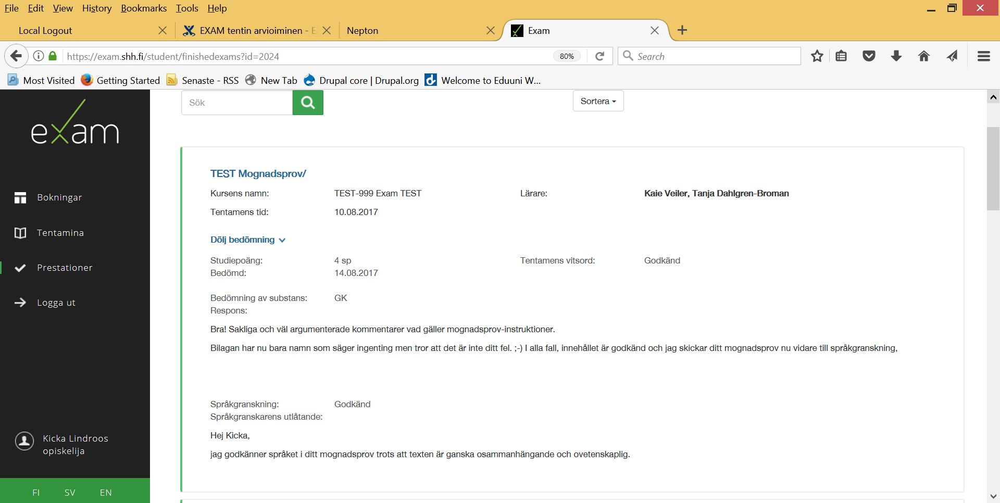 File Edit View History Bookmarks Tools Help
Local Logout EXAM tentin arvioiminen - E Nepton Exam
https://exam.shh.fi/student/finishedexams?id=2024 80% Search
Most Visited Getting Started Senaste - RSS New Tab Drupal core | Drupal.org Welcome to Eduuni W...
exam
Sök Sortera
TEST Mognadsprov/
Kursens namn: TEST-999 Exam TEST Lärare: Kaie Veiler, Tanja Dahlgren-Broman
Tentamens tid: 10.08.2017
Dölj bedömning
Studiepoäng: 4 sp Tentamens vitsord: Godkänd
Bedömd: 14.08.2017
Bedömning av substans: GK
Respons:
Bra! Sakliga och väl argumenterade kommentarer vad gäller mognadsprov-instruktioner.
Bilagan har nu bara namn som säger ingenting men tror att det är inte ditt fel. ;-) I alla fall, innehållet är godkänd och jag skickar ditt mognadsprov nu vidare till språkgranskning,
Språkgranskning: Godkänd
Språkgranskarens utlåtande:
Hej Kicka,
jag godkänner språket i ditt mognadsprov trots att texten är ganska osammanhängande och ovetenskaplig.
Bokningar
Tentamina
Prestationer
Logga ut
Kicka Lindroos
opiskelija
FI SV EN